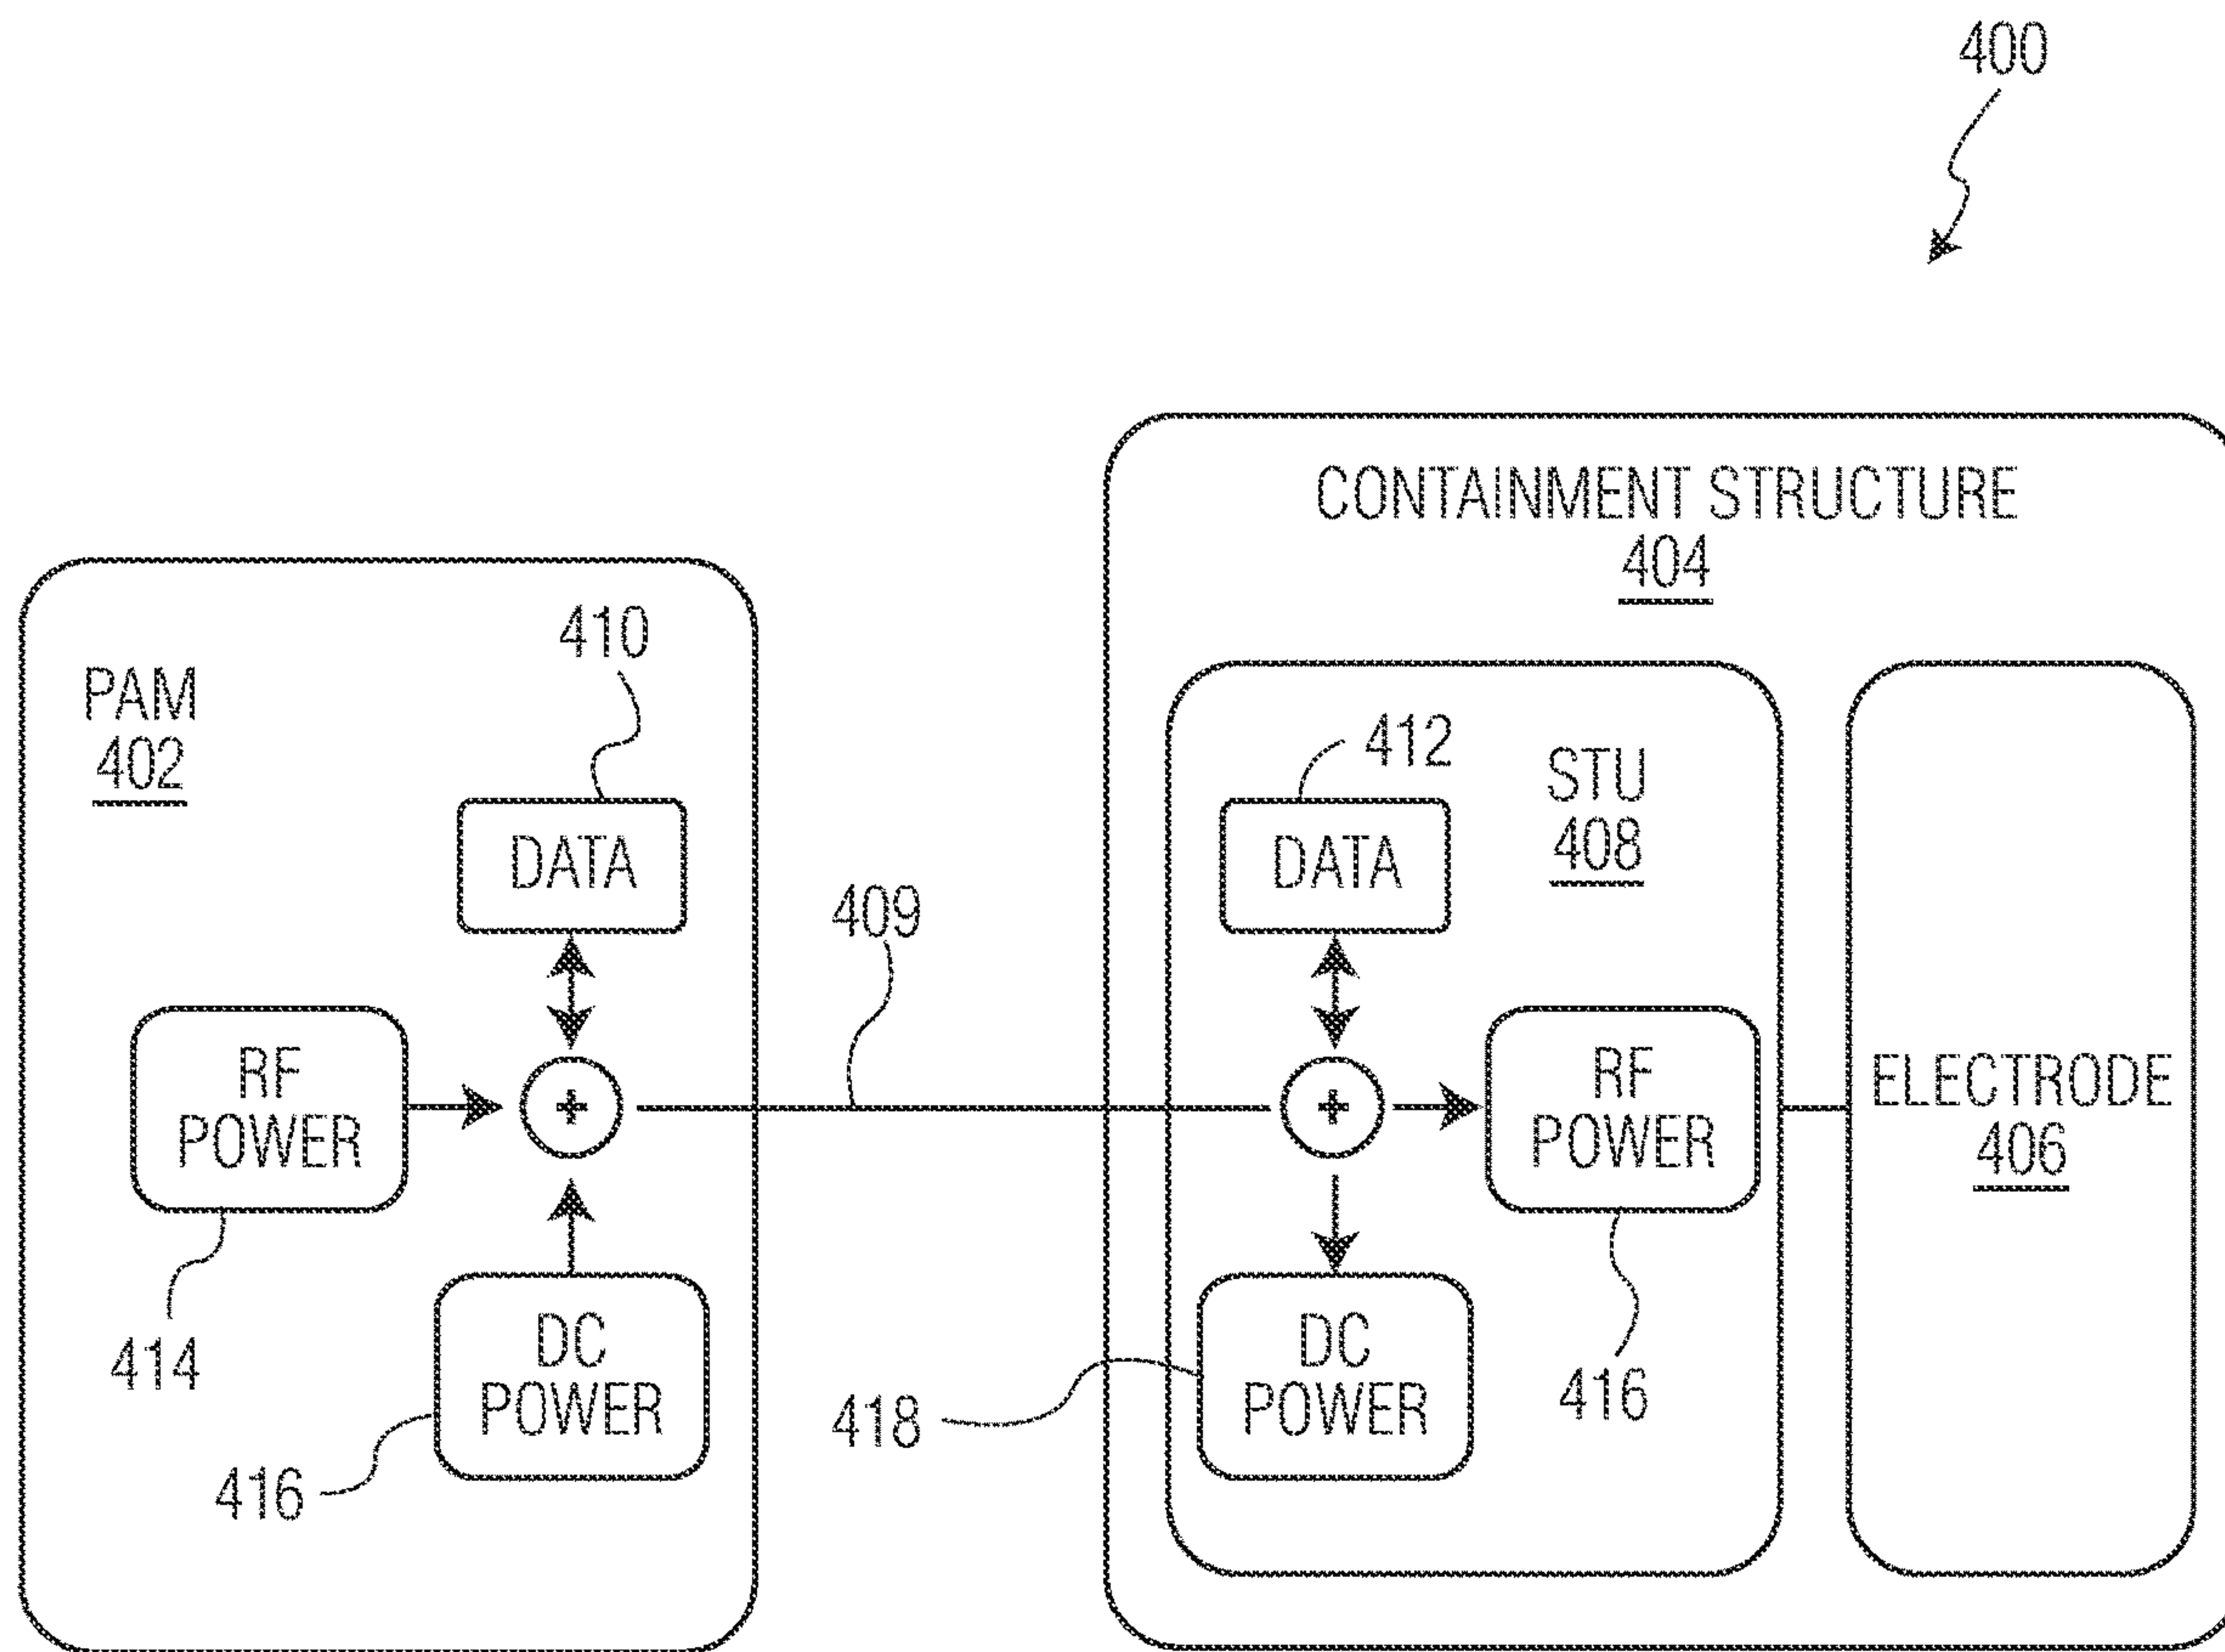 400
CONTAINMENT STRUCTURE
404
PAM
402
410
DATA
RF
POWER
414
DC
POWER
416
409
412
DATA
STU
408
RF
POWER
416
DC
POWER
418
ELECTRODE
406